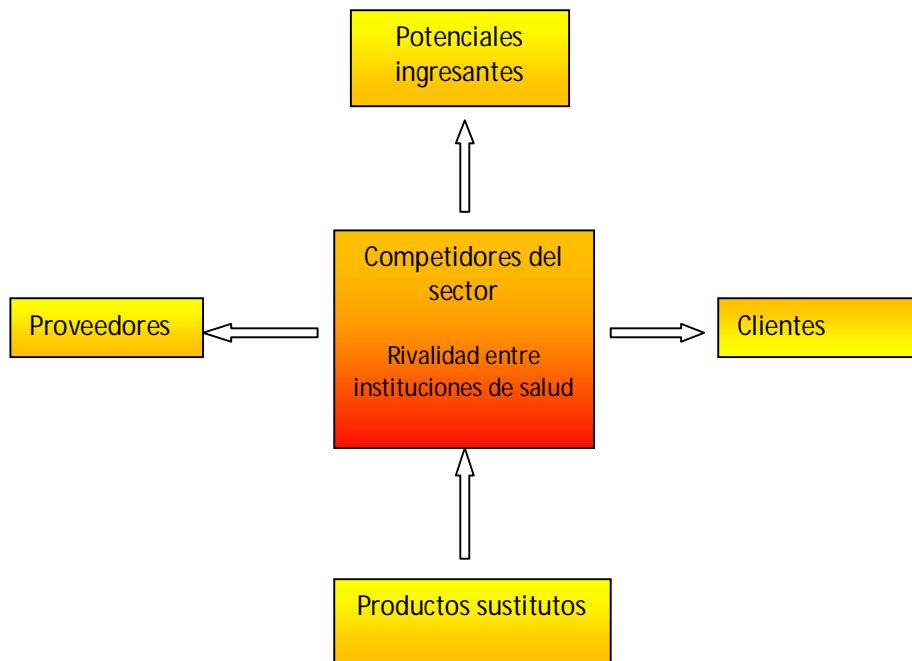 Potenciales
ingresantes
Competidores del
sector
Proveedores
Clientes
Rivalidad entre
instituciones de salud
Productos sustitutos